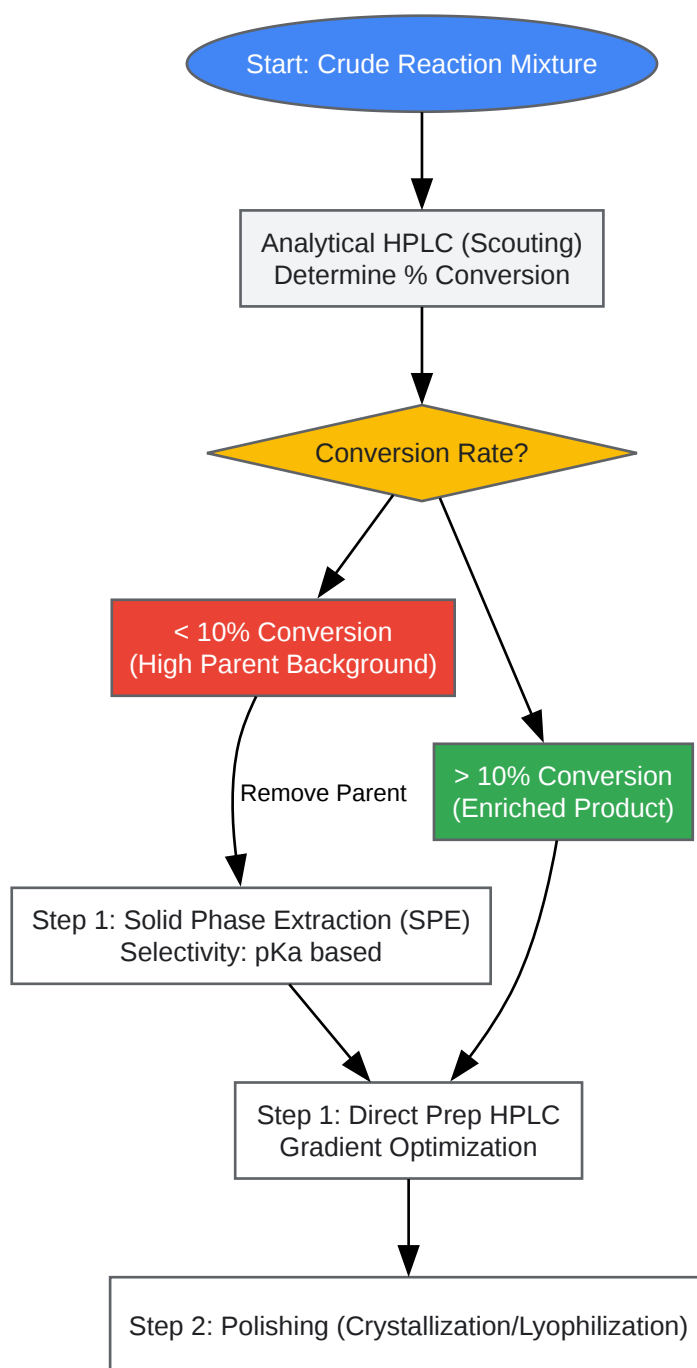 Start: Crude Reaction Mixture
Analytical HPLC (Scouting)
Determine % Conversion
Conversion Rate?
< 10% Conversion
(High Parent Background)
> 10% Conversion
(Enriched Product)
Remove Parent
Step 1: Solid Phase Extraction (SPE)
Selectivity: pKa based
Step 1: Direct Prep HPLC
Gradient Optimization
Step 2: Polishing (Crystallization/Lyophilization)